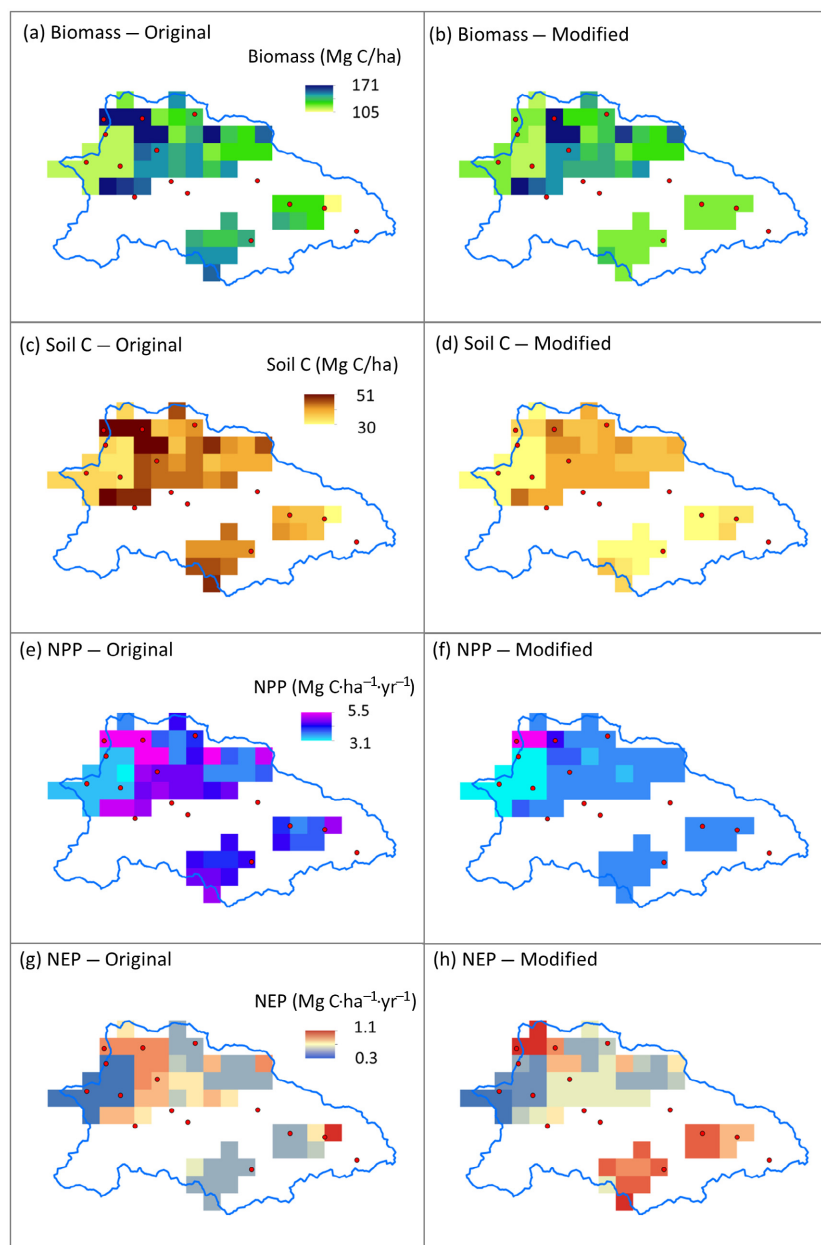 (a) Biomass – Original
Biomass (Mg C/ha)
171
105
(b) Biomass – Modified
(c) Soil C – Original
Soil C (Mg C/ha)
51
30
(d) Soil C – Modified
(e) NPP – Original
NPP (Mg C·ha⁻¹·yr⁻¹)
5.5
3.1
(f) NPP – Modified
(g) NEP – Original
NEP (Mg C·ha⁻¹·yr⁻¹)
1.1
0.3
(h) NEP – Modified